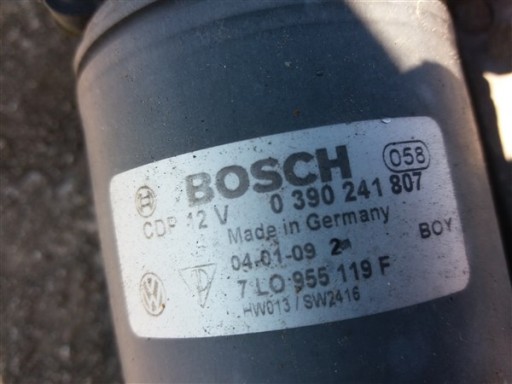 BOSCH 058
CDP 12 V 0 390 241 807
Made in Germany
04-01-09 2 BOY
7 L0 955 119 F
HW013 / SW2416